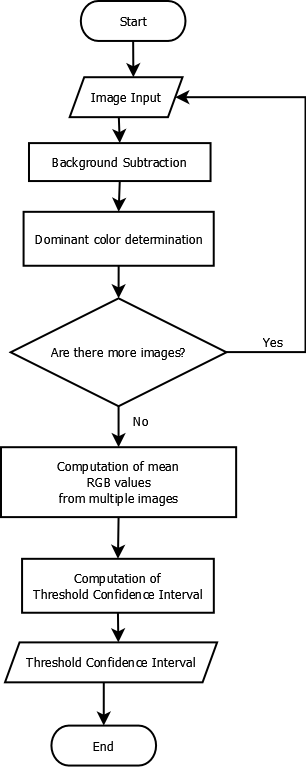 Start
Image Input
Background Subtraction
Dominant color determination
Are there more images?
Yes
No
Computation of mean
RGB values
from multiple images
Computation of
Threshold Confidence Interval
Threshold Confidence Interval
End